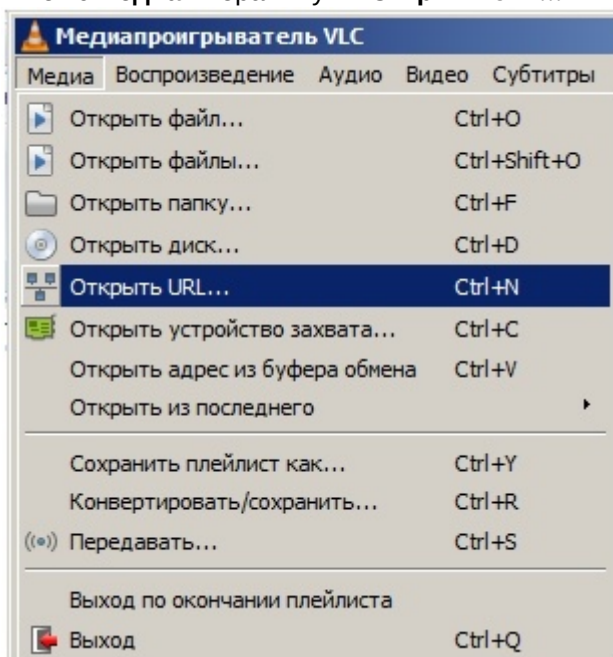 Медиапроигрыватель VLC
Медиа Воспроизведение Аудио Видео Субтитры
Открыть файл... Ctrl+O
Открыть файлы... Ctrl+Shift+O
Открыть папку... Ctrl+F
Открыть диск... Ctrl+D
Открыть URL... Ctrl+N
Открыть устройство захвата... Ctrl+C
Открыть адрес из буфера обмена Ctrl+V
Открыть из последнего
Сохранить плейлист как... Ctrl+Y
Конвертировать/сохранить... Ctrl+R
Передавать... Ctrl+S
Выход по окончании плейлиста
Выход Ctrl+Q